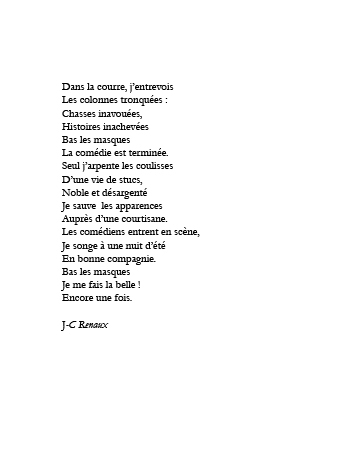 Dans la courre, j’entrevois
Les colonnes tronquées :
Chasses inavouées,
Histoires inachevées
Bas les masques
La comédie est terminée.
Seul j’arpente les coulisses
D’une vie de stucs,
Noble et désargenté
Je sauve  les apparences
Auprès d’une courtisane.
Les comédiens entrent en scène,
Je songe à une nuit d’été
En bonne compagnie.
Bas les masques
Je me fais la belle !
Encore une fois.
J-C Renaux